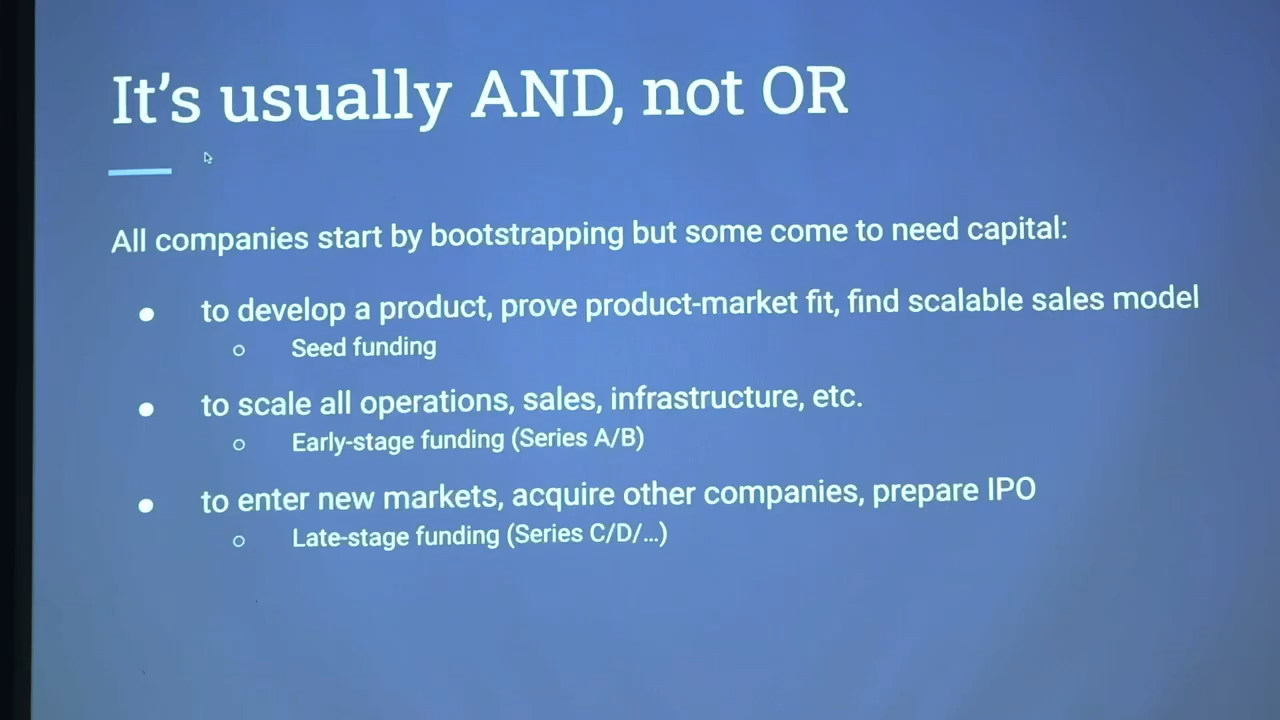 It's usually AND, not OR
All companies start by bootstrapping but some come to need capital:
● to develop a product, prove product-market fit, find scalable sales model
○ Seed funding
● to scale all operations, sales, infrastructure, etc.
○ Early-stage funding (Series A/B)
● to enter new markets, acquire other companies, prepare IPO
○ Late-stage funding (Series C/D/...)